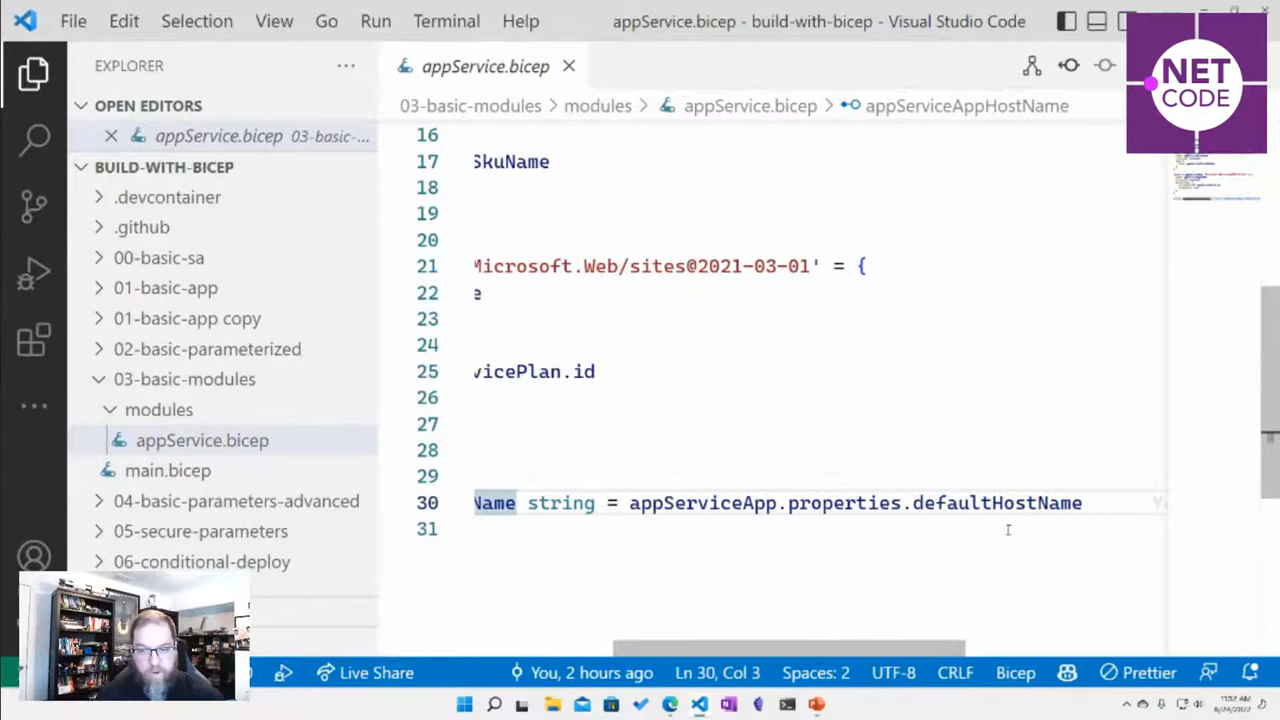 File Edit Selection View Go Run Terminal Help appService.bicep - build-with-bicep - Visual Studio Code
NET
CODE
EXPLORER
OPEN EDITORS
appService.bicep 03-basic-...
BUILD-WITH-BICEP
.devcontainer
.github
00-basic-sa
01-basic-app
01-basic-app copy
02-basic-parameterized
03-basic-modules
modules
appService.bicep
main.bicep
04-basic-parameters-advanced
05-secure-parameters
06-conditional-deploy
appService.bicep
03-basic-modules > modules > appService.bicep > appServiceAppHostName
16
17 SkuName
18
19
20
21 Microsoft.Web/sites@2021-03-01' = {
22 e
23
24
25 vicePlan.id
26
27
28
29
30 Name string = appServiceApp.properties.defaultHostName
31
Live Share You, 2 hours ago Ln 30, Col 3 Spaces: 2 UTF-8 CRLF Bicep Prettier
11:32 AM
6/24/2022